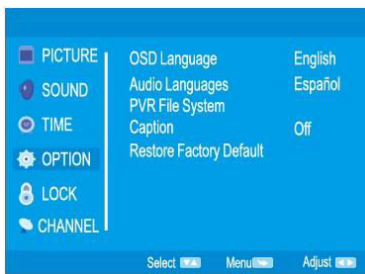 PICTURE
SOUND
TIME
OPTION
LOCK
CHANNEL
OSD Language English
Audio Languages Español
PVR File System
Caption Off
Restore Factory Default
Select Menu Adjust